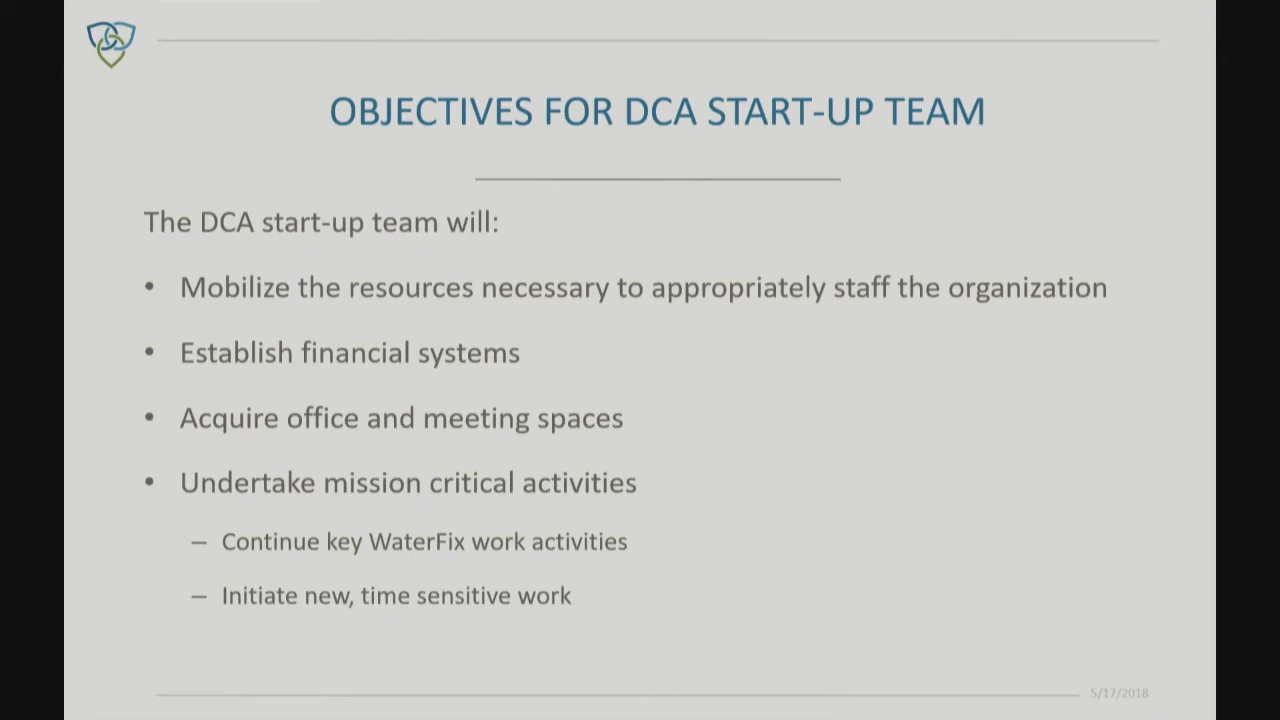 OBJECTIVES FOR DCA START-UP TEAM
The DCA start-up team will:
• Mobilize the resources necessary to appropriately staff the organization
• Establish financial systems
• Acquire office and meeting spaces
• Undertake mission critical activities
– Continue key WaterFix work activities
– Initiate new, time sensitive work
5/17/2018